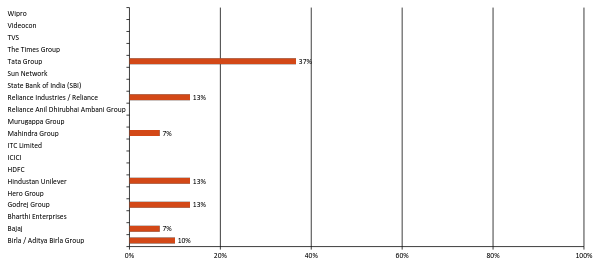 Wipro
Videocon
TVS
The Times Group
Tata Group 37%
Sun Network
State Bank of India (SBI)
Reliance Industries / Reliance 13%
Reliance Anil Dhirubhai Ambani Group
Murugappa Group
Mahindra Group 7%
ITC Limited
ICICI
HDFC
Hindustan Unilever 13%
Hero Group
Godrej Group 13%
Bharthi Enterprises
Bajaj 7%
Birla / Aditya Birla Group 10%
0% 20% 40% 60% 80% 100%